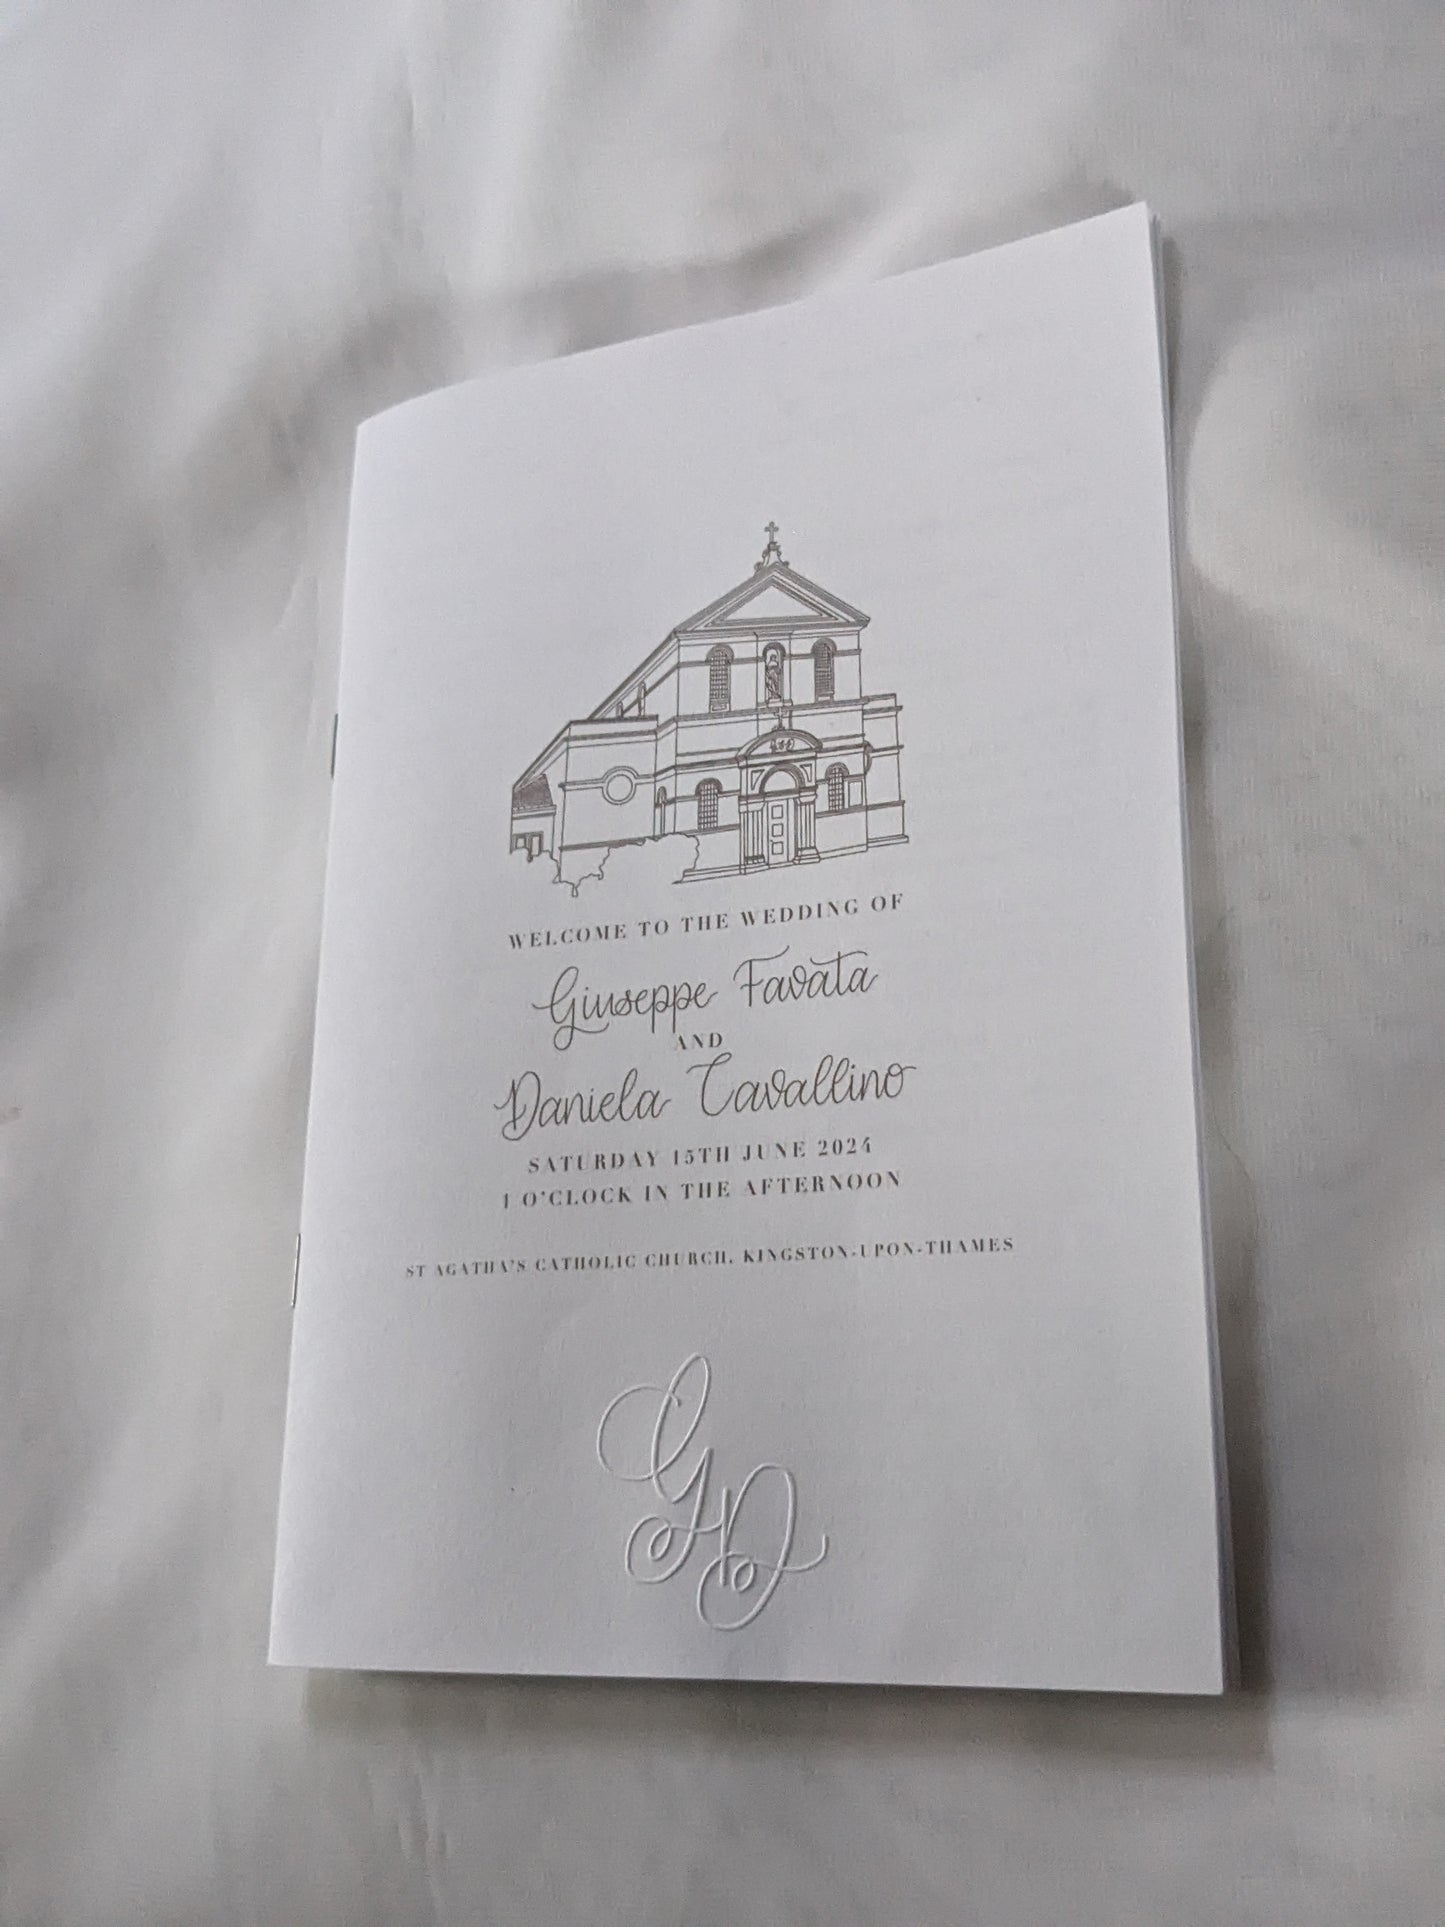 WELCOME TO THE WEDDING OF
Giuseppe Favata
AND
Daniela Cavallino
SATURDAY 15TH JUNE 2024
1 O'CLOCK IN THE AFTERNOON
ST AGATHA'S CATHOLIC CHURCH, KINGSTON-UPON-THAMES
GD